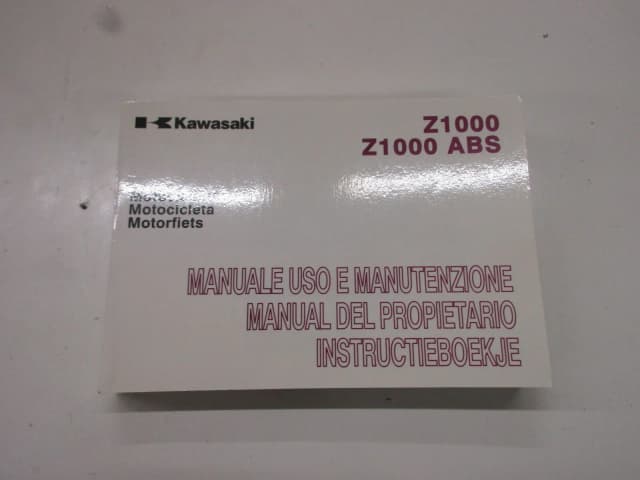 Kawasaki
Z1000
Z1000 ABS
Motocicleta
Motorfiets
MANUALE USO E MANUTENZIONE
MANUAL DEL PROPIETARIO
INSTRUCTIEBOEKJE